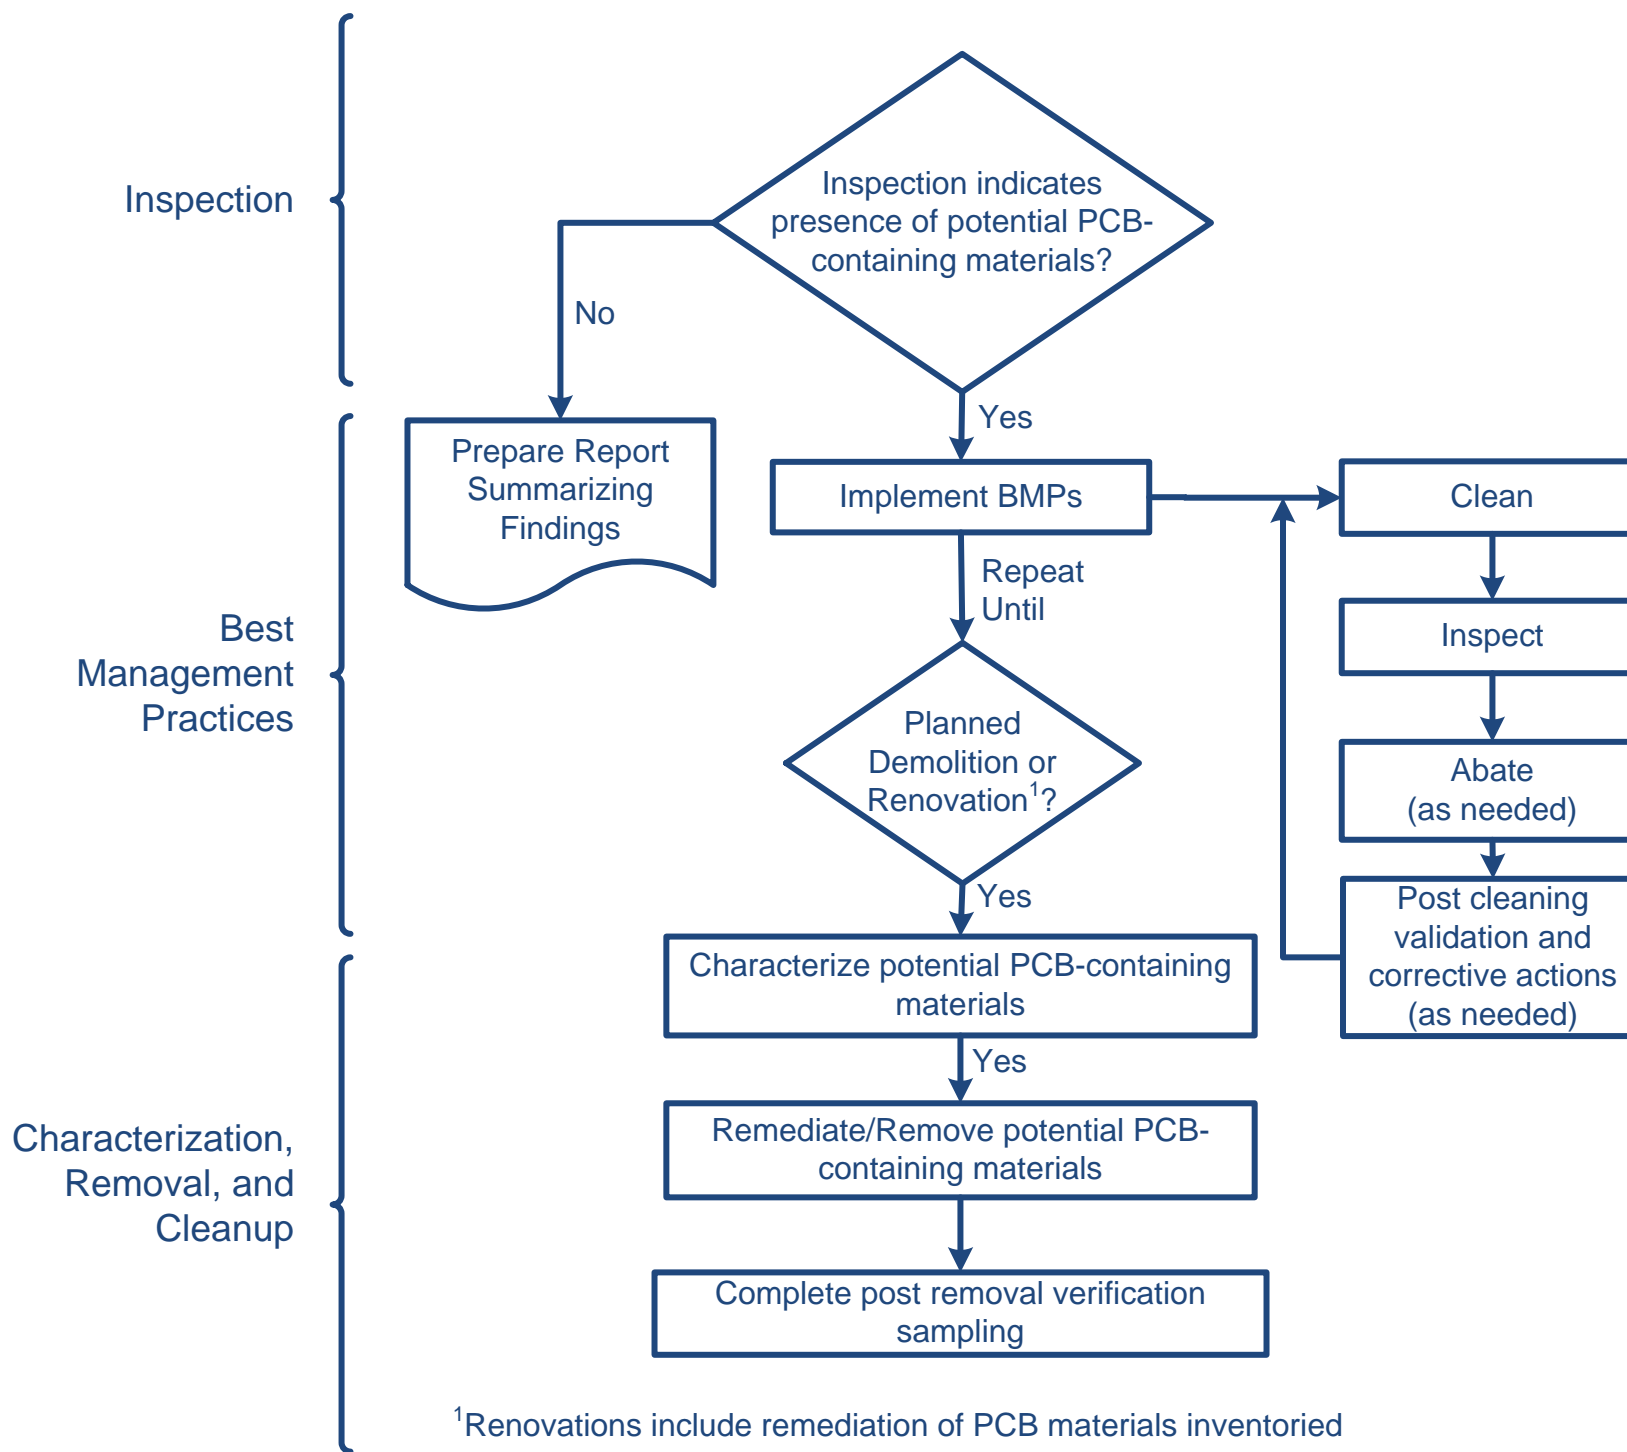 Inspection
Inspection indicates
presence of potential PCB-
containing materials?
No
Yes
Prepare Report
Summarizing
Findings
Implement BMPs
Clean
Repeat
Until
Inspect
Best
Management
Practices
Planned
Demolition or
Renovation¹?
Abate
(as needed)
Yes
Post cleaning
validation and
corrective actions
(as needed)
Characterize potential PCB-containing
materials
Yes
Characterization,
Removal, and
Cleanup
Remediate/Remove potential PCB-
containing materials
Complete post removal verification
sampling
¹Renovations include remediation of PCB materials inventoried